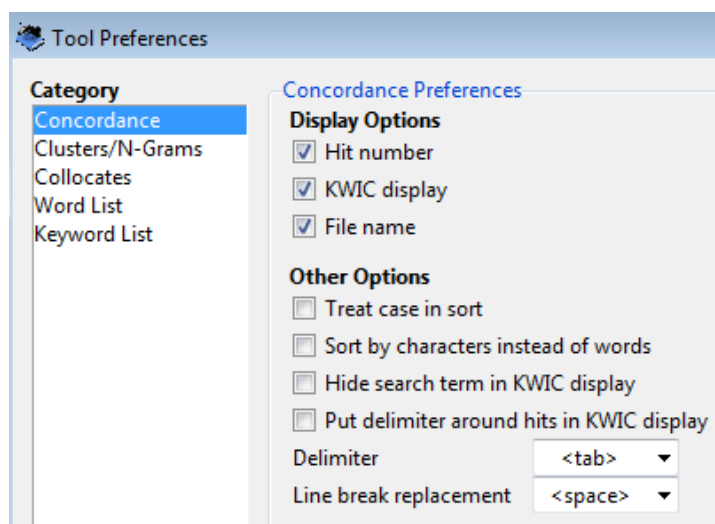 Tool Preferences
Category
Concordance
Clusters/N-Grams
Collocates
Word List
Keyword List
Concordance Preferences
Display Options
Hit number
KWIC display
File name
Other Options
Treat case in sort
Sort by characters instead of words
Hide search term in KWIC display
Put delimiter around hits in KWIC display
Delimiter <tab>
Line break replacement <space>